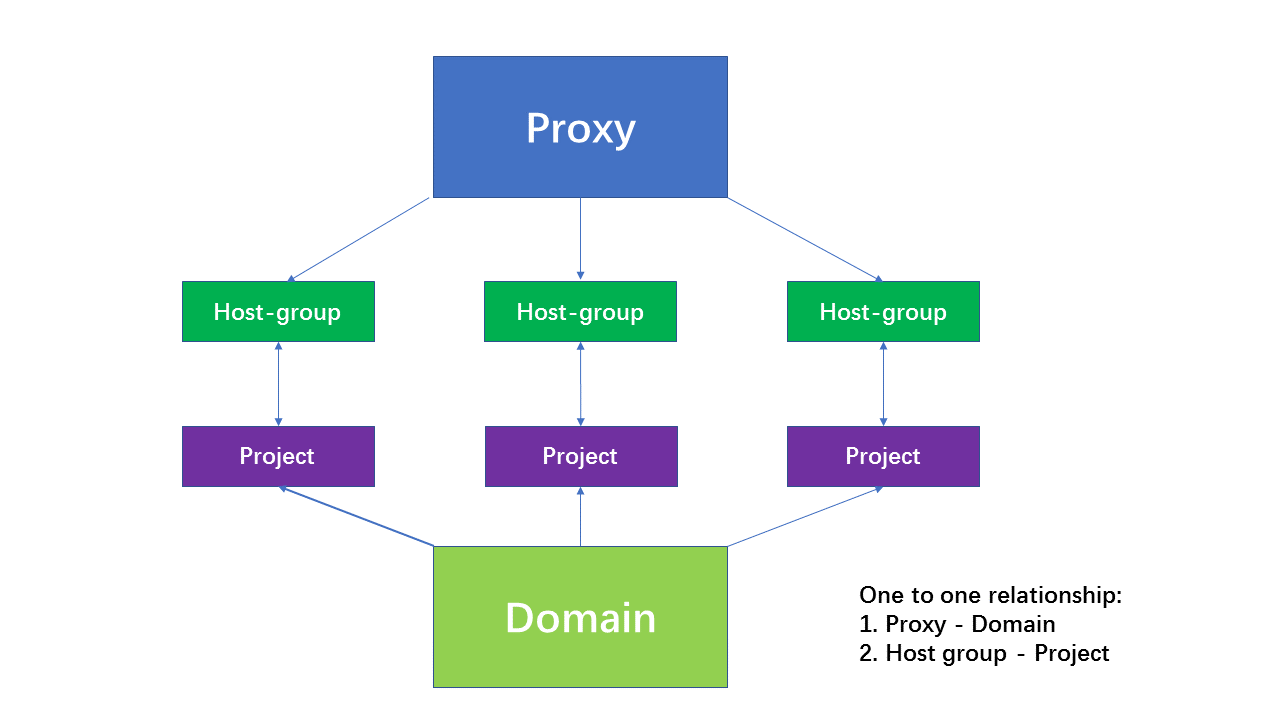 Proxy
Host-group
Host-group
Host-group
Project
Project
Project
Domain
One to one relationship:
1. Proxy - Domain
2. Host group - Project